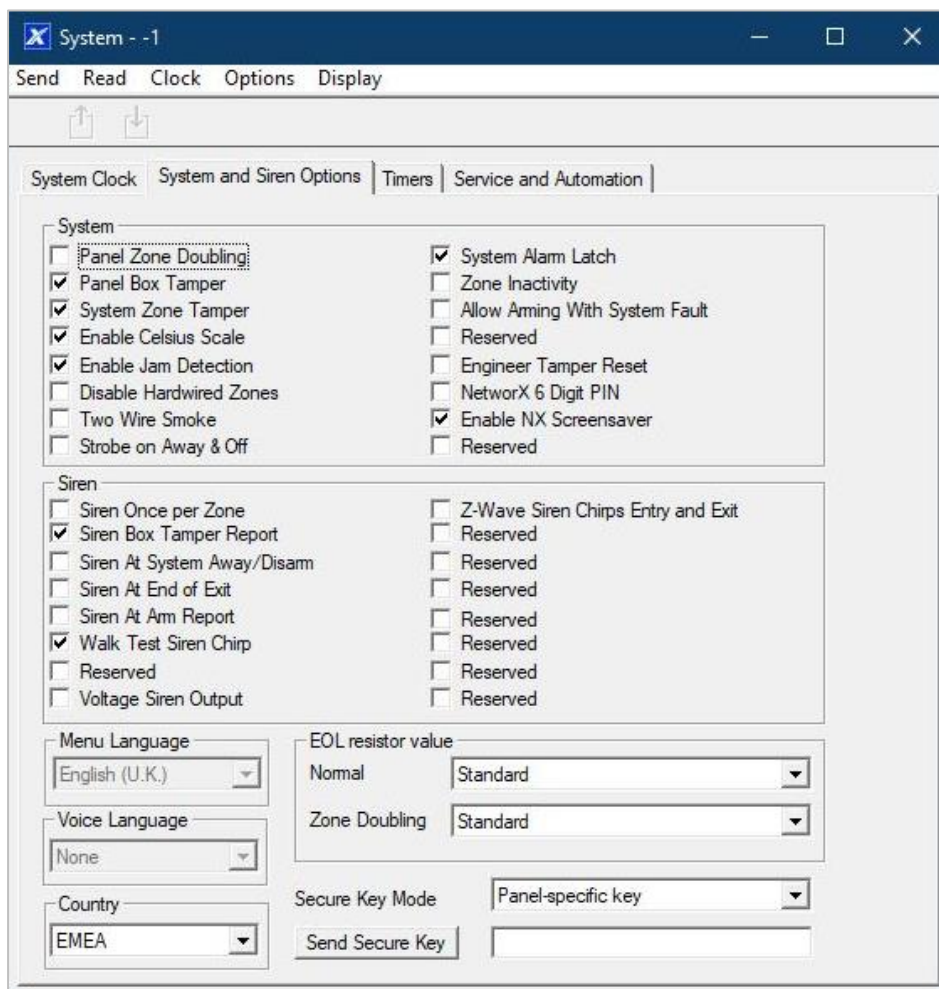 System - -1
Send Read Clock Options Display
System Clock System and Siren Options Timers Service and Automation
System
Panel Zone Doubling System Alarm Latch
Panel Box Tamper Zone Inactivity
System Zone Tamper Allow Arming With System Fault
Enable Celsius Scale Reserved
Enable Jam Detection Engineer Tamper Reset
Disable Hardwired Zones NetworX 6 Digit PIN
Two Wire Smoke Enable NX Screensaver
Strobe on Away & Off Reserved
Siren
Siren Once per Zone Z-Wave Siren Chirps Entry and Exit
Siren Box Tamper Report Reserved
Siren At System Away/Disarm Reserved
Siren At End of Exit Reserved
Siren At Arm Report Reserved
Walk Test Siren Chirp Reserved
Reserved Reserved
Voltage Siren Output Reserved
Menu Language EOL resistor value
English (U.K.) Normal Standard
Voice Language Zone Doubling Standard
None
Country Secure Key Mode Panel-specific key
EMEA Send Secure Key